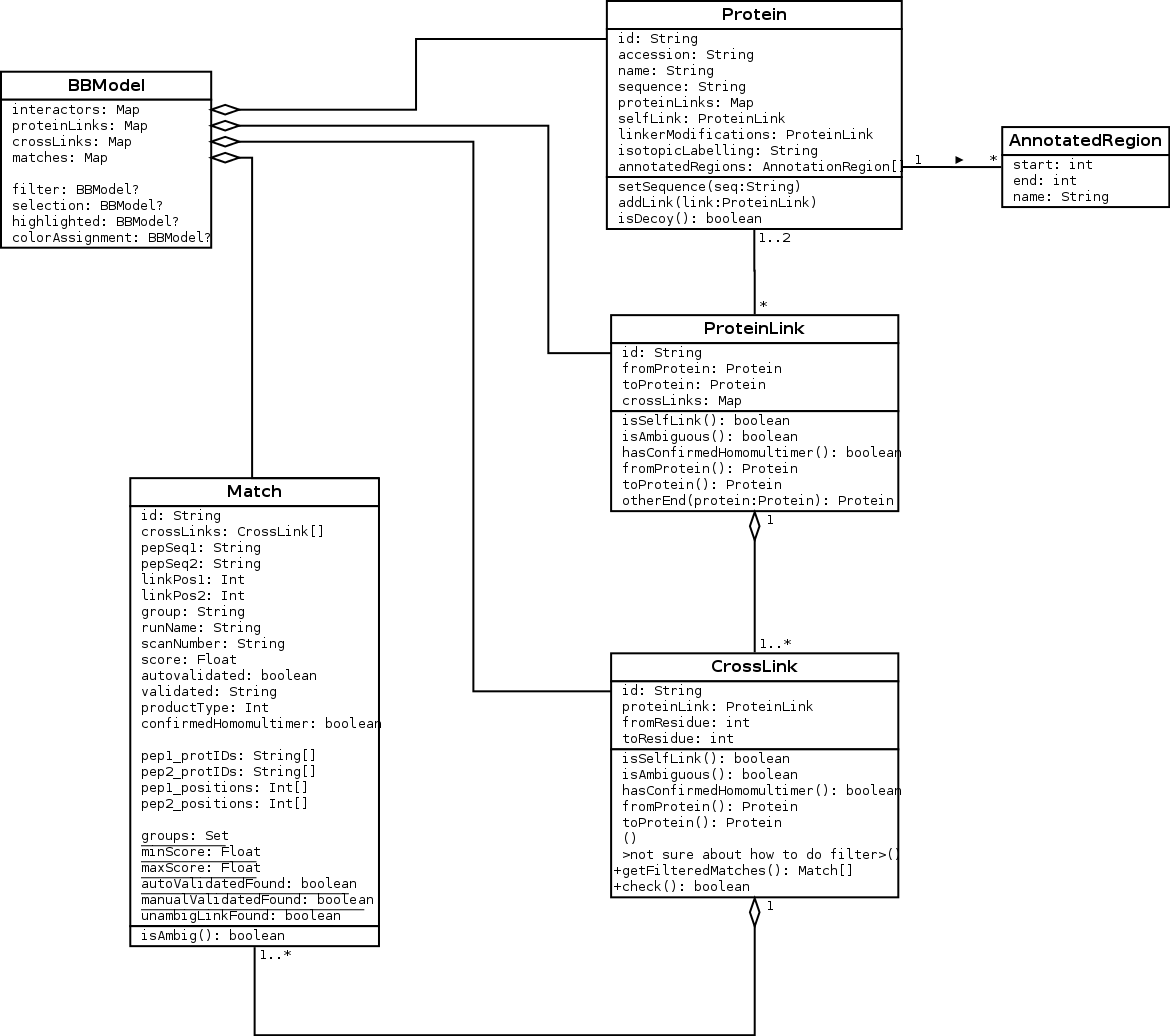 Protein
id: String
accession: String
name: String
sequence: String
proteinLinks: Map
selfLink: ProteinLink
linkerModifications: ProteinLink
isotopicLabelling: String
annotatedRegions: AnnotationRegion[]
setSequence(seq:String)
addLink(link:ProteinLink)
isDecoy(): boolean
BBModel
interactors: Map
proteinLinks: Map
crossLinks: Map
matches: Map
filter: BBModel?
selection: BBModel?
highlighted: BBModel?
colorAssignment: BBModel?
1
*
AnnotatedRegion
start: int
end: int
name: String
1..2
*
ProteinLink
id: String
fromProtein: Protein
toProtein: Protein
crossLinks: Map
isSelfLink(): boolean
isAmbiguous(): boolean
hasConfirmedHomomultimer(): boolean
fromProtein(): Protein
toProtein(): Protein
otherEnd(protein:Protein): Protein
1
1..*
Match
id: String
crossLinks: CrossLink[]
pepSeq1: String
pepSeq2: String
linkPos1: Int
linkPos2: Int
group: String
runName: String
scanNumber: String
score: Float
autovalidated: boolean
validated: String
productType: Int
confirmedHomomultimer: boolean
pep1_protIDs: String[]
pep2_protIDs: String[]
pep1_positions: Int[]
pep2_positions: Int[]
groups: Set
minScore: Float
maxScore: Float
autoValidatedFound: boolean
manualValidatedFound: boolean
unambigLinkFound: boolean
isAmbig(): boolean
1..*
CrossLink
id: String
proteinLink: ProteinLink
fromResidue: int
toResidue: int
isSelfLink(): boolean
isAmbiguous(): boolean
hasConfirmedHomomultimer(): boolean
fromProtein(): Protein
toProtein(): Protein
()
>not sure about how to do filter>()
+getFilteredMatches(): Match[]
+check(): boolean
1